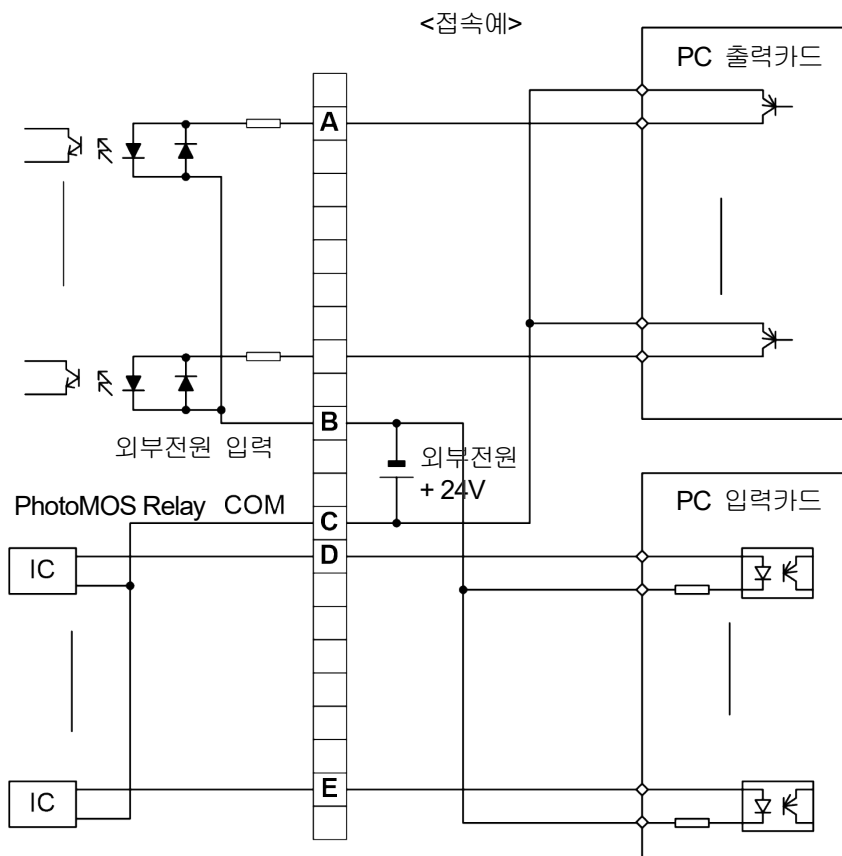 <접속예>
PC 출력카드
A
B
외부전원 입력
외부전원
+ 24V
PhotoMOS Relay COM
C
PC 입력카드
D
IC
E
IC